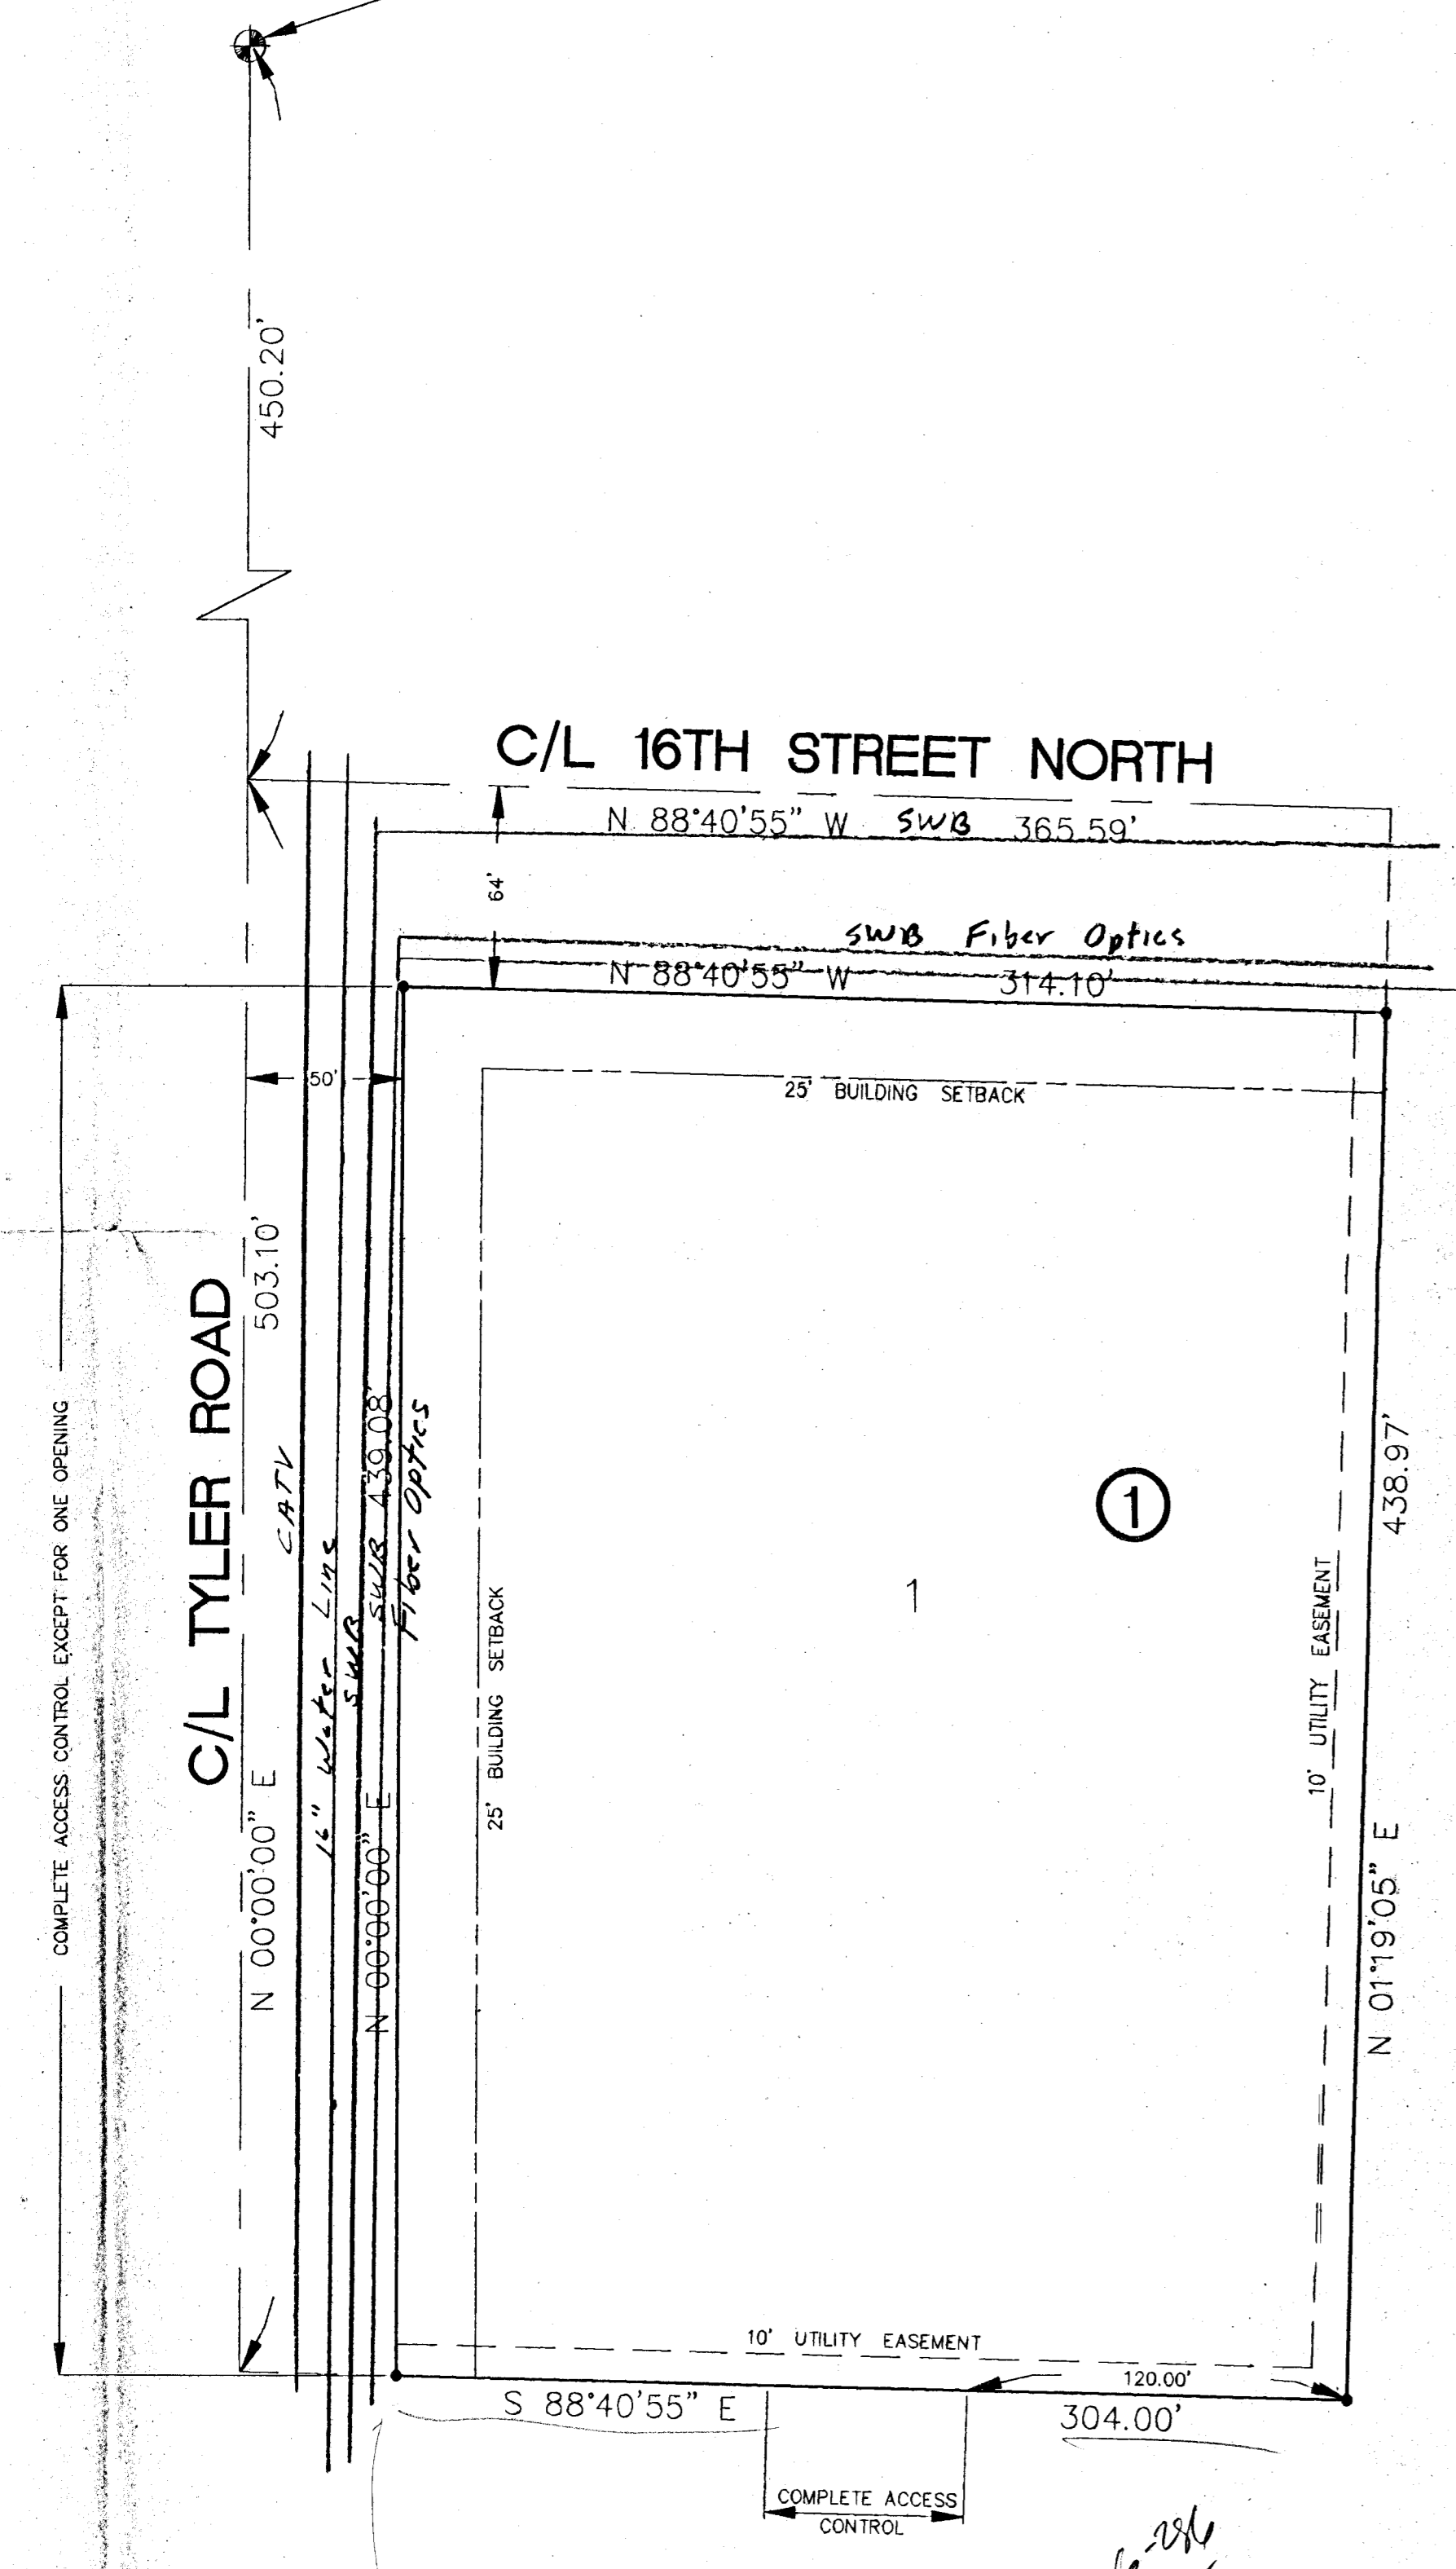 450.20'
C/L 16TH STREET NORTH
N 88°40'55" W SWB 365.59'
64'
SWB Fiber Optics
N 88°40'55" W 314.10'
50'
25' BUILDING SETBACK
COMPLETE ACCESS CONTROL EXCEPT FOR ONE OPENING
C/L TYLER ROAD
N 00°00'00" E 503.10'
CATV
16" Water Line
SWB
SWB
Fiber Optics
N 00°00'00" E 439.08'
25' BUILDING SETBACK
1
1
10' UTILITY EASEMENT
N 01°19'05" E 438.97'
10' UTILITY EASEMENT
120.00'
S 88°40'55" E 304.00'
COMPLETE ACCESS
CONTROL